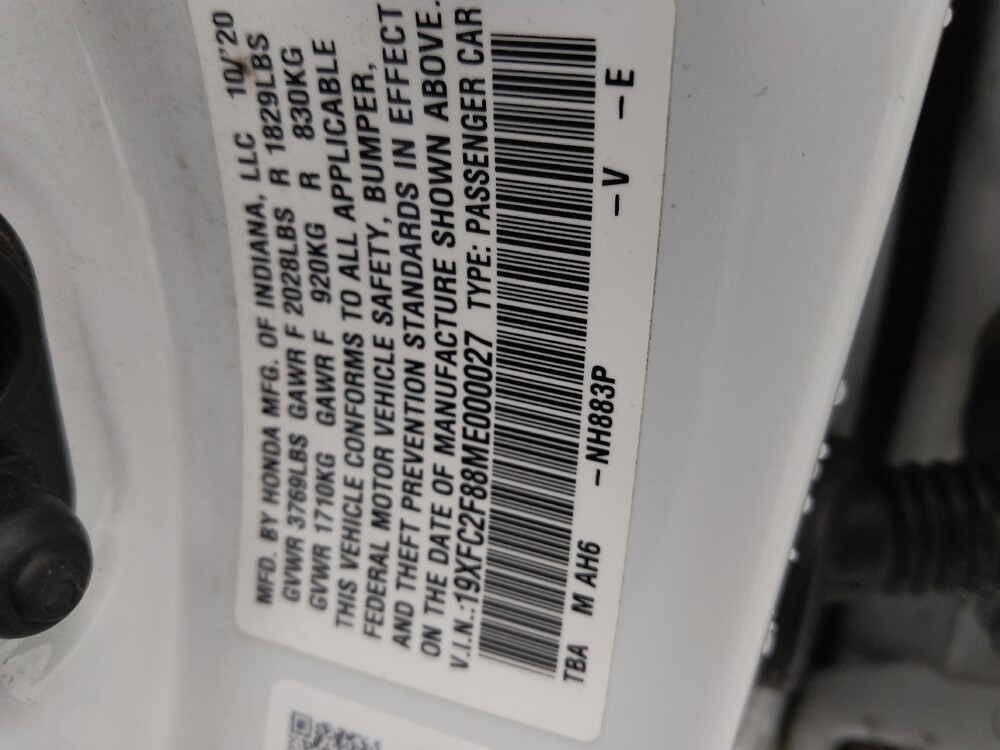 MFD. BY HONDA MFG. OF INDIANA, LLC 10/'20
GVWR 3769LBS GAWR F 2028LBS R 1829LBS
GVWR 1710KG GAWR F 920KG R 830KG
THIS VEHICLE CONFORMS TO ALL APPLICABLE
FEDERAL MOTOR VEHICLE SAFETY, BUMPER,
AND THEFT PREVENTION STANDARDS IN EFFECT
ON THE DATE OF MANUFACTURE SHOWN ABOVE.
V.I.N.:19XFC2F88ME000027 TYPE: PASSENGER CAR
TBA M AH6 –NH883P –V –E